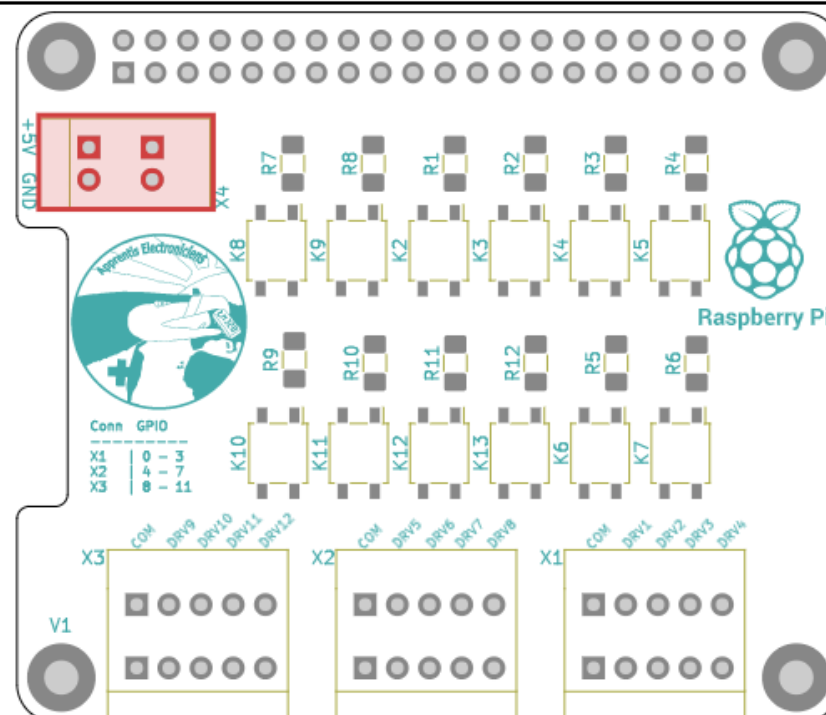 +5V
GND
X4
R7
R8
R1
R2
R3
R4
K8
K9
K2
K3
K4
K5
Apprentis Electroniciens
Raspberry Pi
R9
R10
R11
R12
R5
R6
K10
K11
K12
K13
K6
K7
Conn GPIO
---------
X1 | 0 - 3
X2 | 4 - 7
X3 | 8 - 11
COM DRV9 DRV10 DRV11 DRV12
COM DRV5 DRV6 DRV7 DRV8
COM DRV1 DRV2 DRV3 DRV4
X3
X2
X1
V1